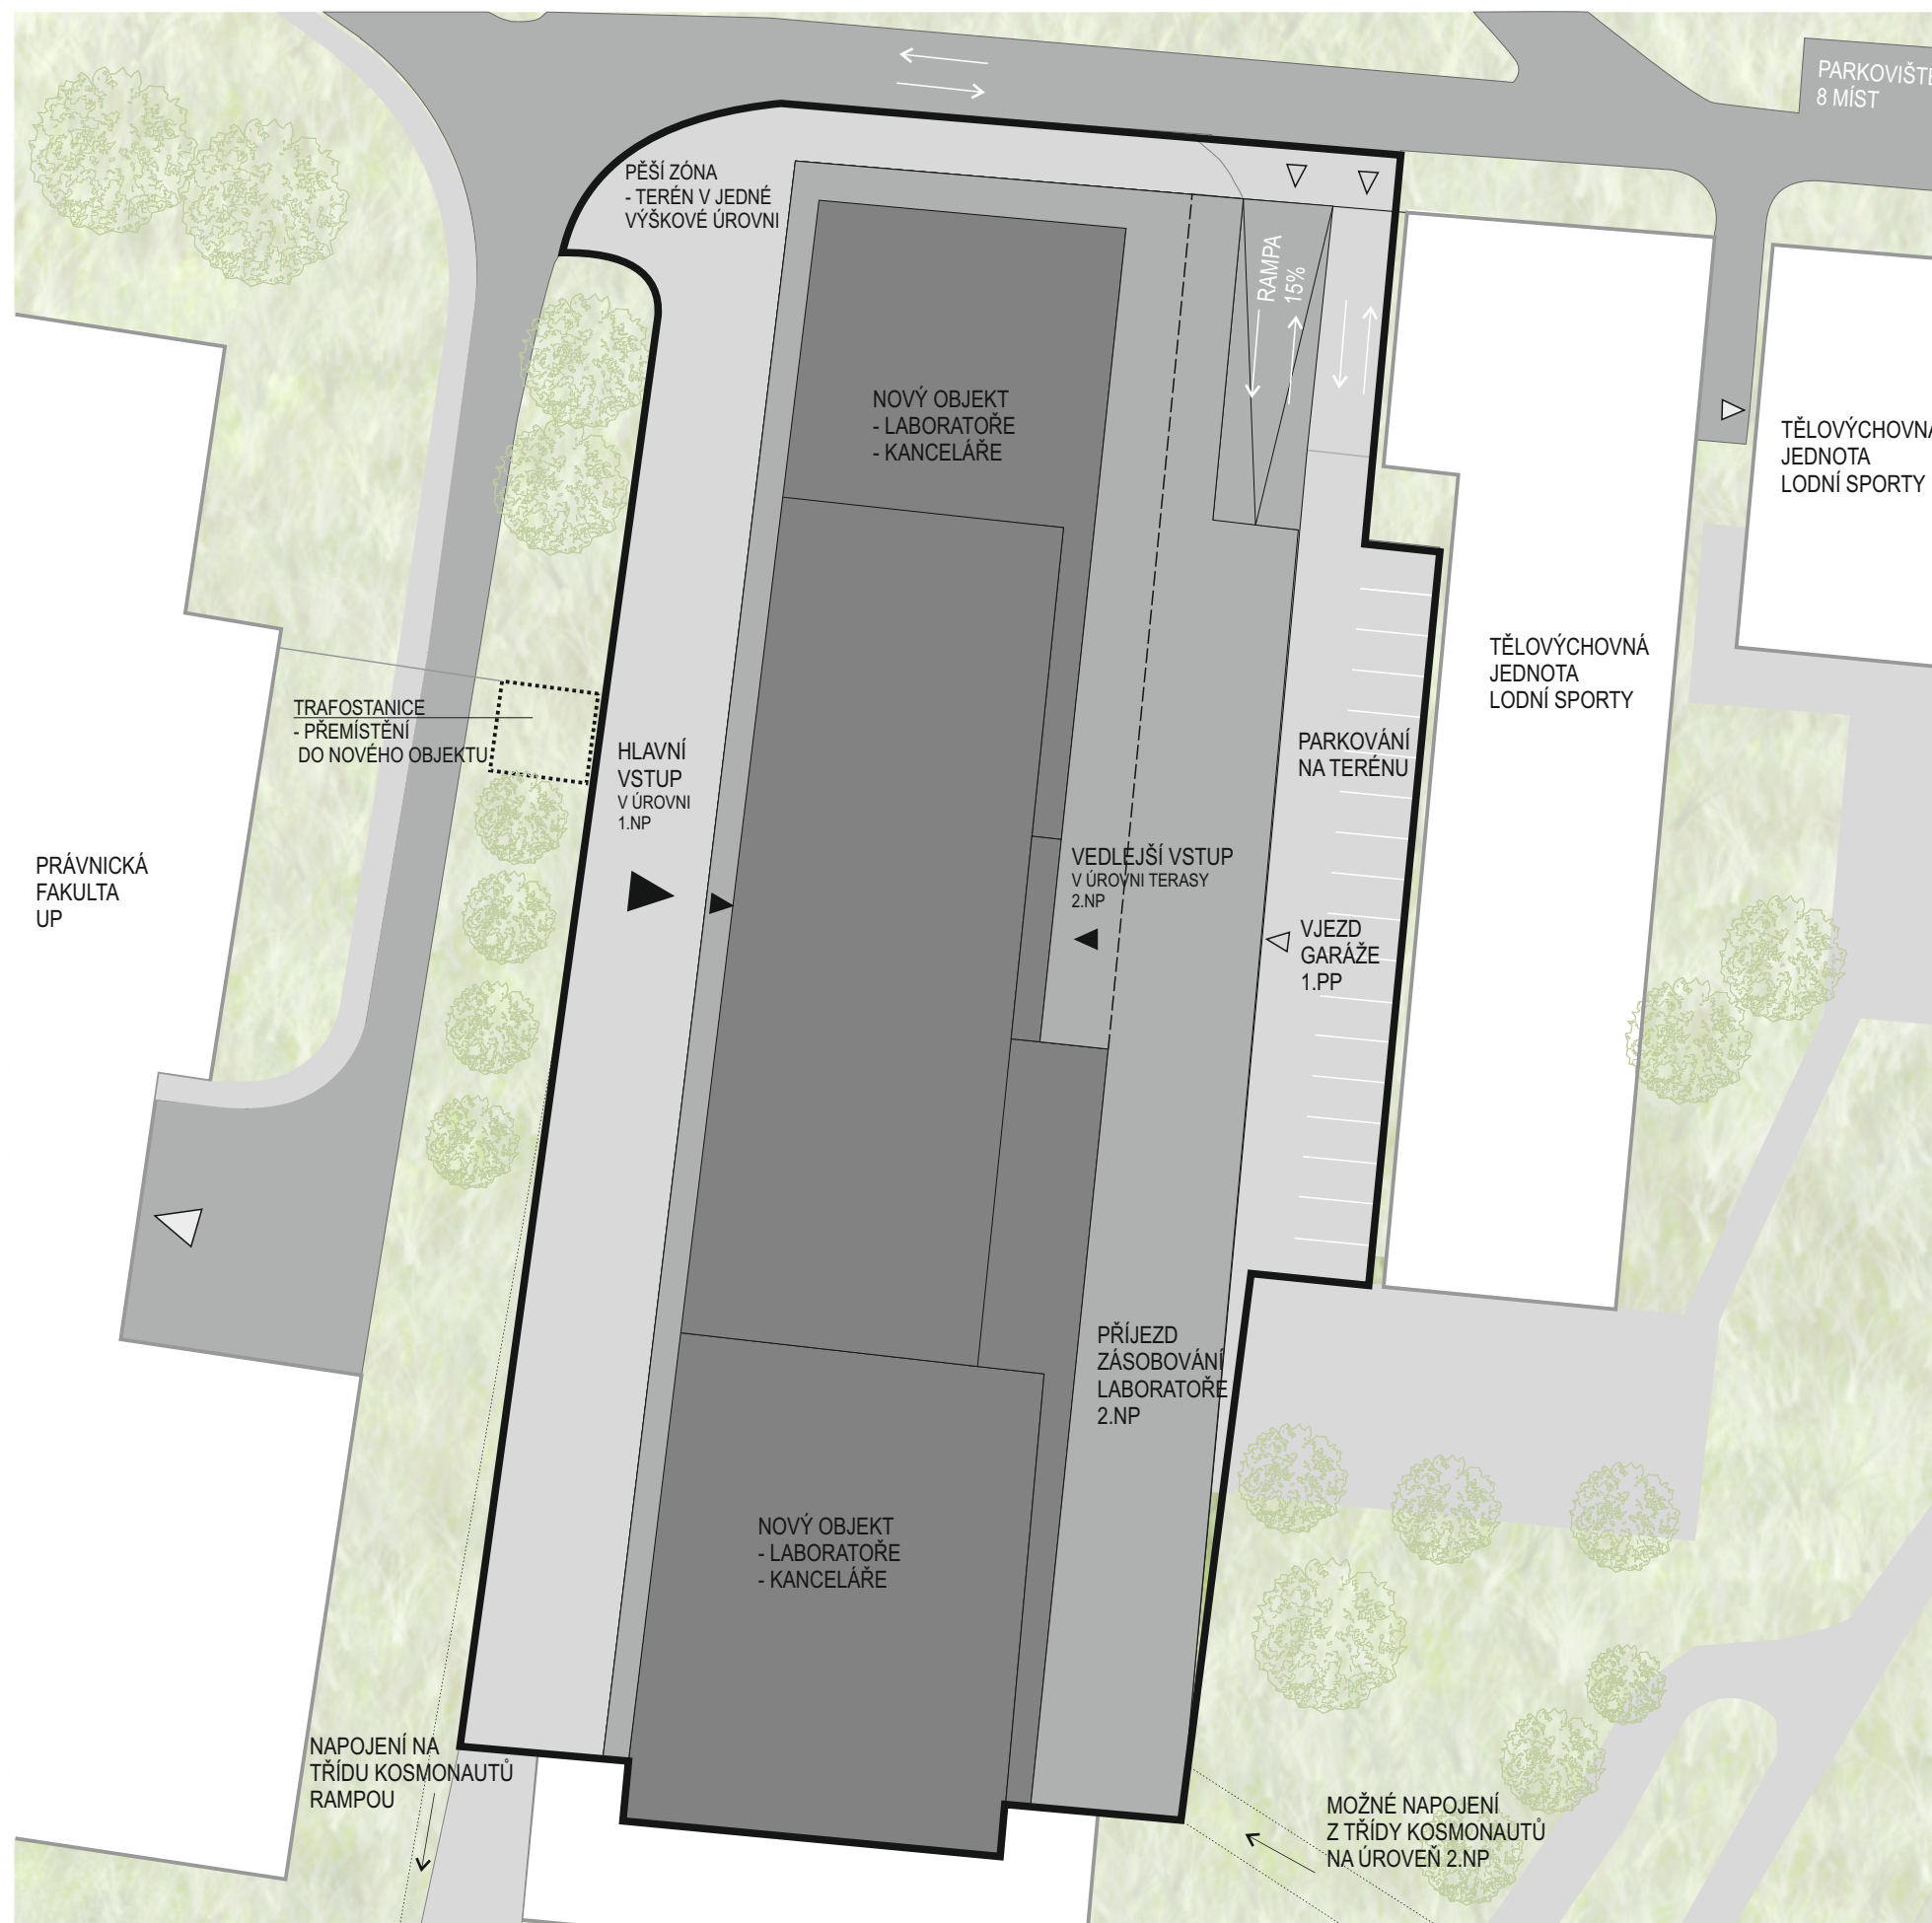 PARKOVIŠTĚ
8 MÍST
PĚŠÍ ZÓNA
- TERÉN V JEDNÉ
VÝŠKOVÉ ÚROVNI
RAMPA
15%
NOVÝ OBJEKT
- LABORATOŘE
- KANCELÁŘE
TĚLOVÝCHOVNÁ
JEDNOTA
LODNÍ SPORTY
TĚLOVÝCHOVNÁ
JEDNOTA
LODNÍ SPORTY
TRAFOSTANICE
- PŘEMÍSTĚNÍ
DO NOVÉHO OBJEKTU
HLAVNÍ
VSTUP
V ÚROVNI
1.NP
PARKOVÁNÍ
NA TERÉNU
PRÁVNICKÁ
FAKULTA
UP
VEDLEJŠÍ VSTUP
V ÚROVNI TERASY
2.NP
VJEZD
GARÁŽE
1.PP
PŘÍJEZD
ZÁSOBOVÁNÍ
LABORATOŘE
2.NP
NOVÝ OBJEKT
- LABORATOŘE
- KANCELÁŘE
NAPOJENÍ NA
TŘÍDU KOSMONAUTŮ
RAMPOU
MOŽNÉ NAPOJENÍ
Z TŘÍDY KOSMONAUTŮ
NA ÚROVEŇ 2.NP